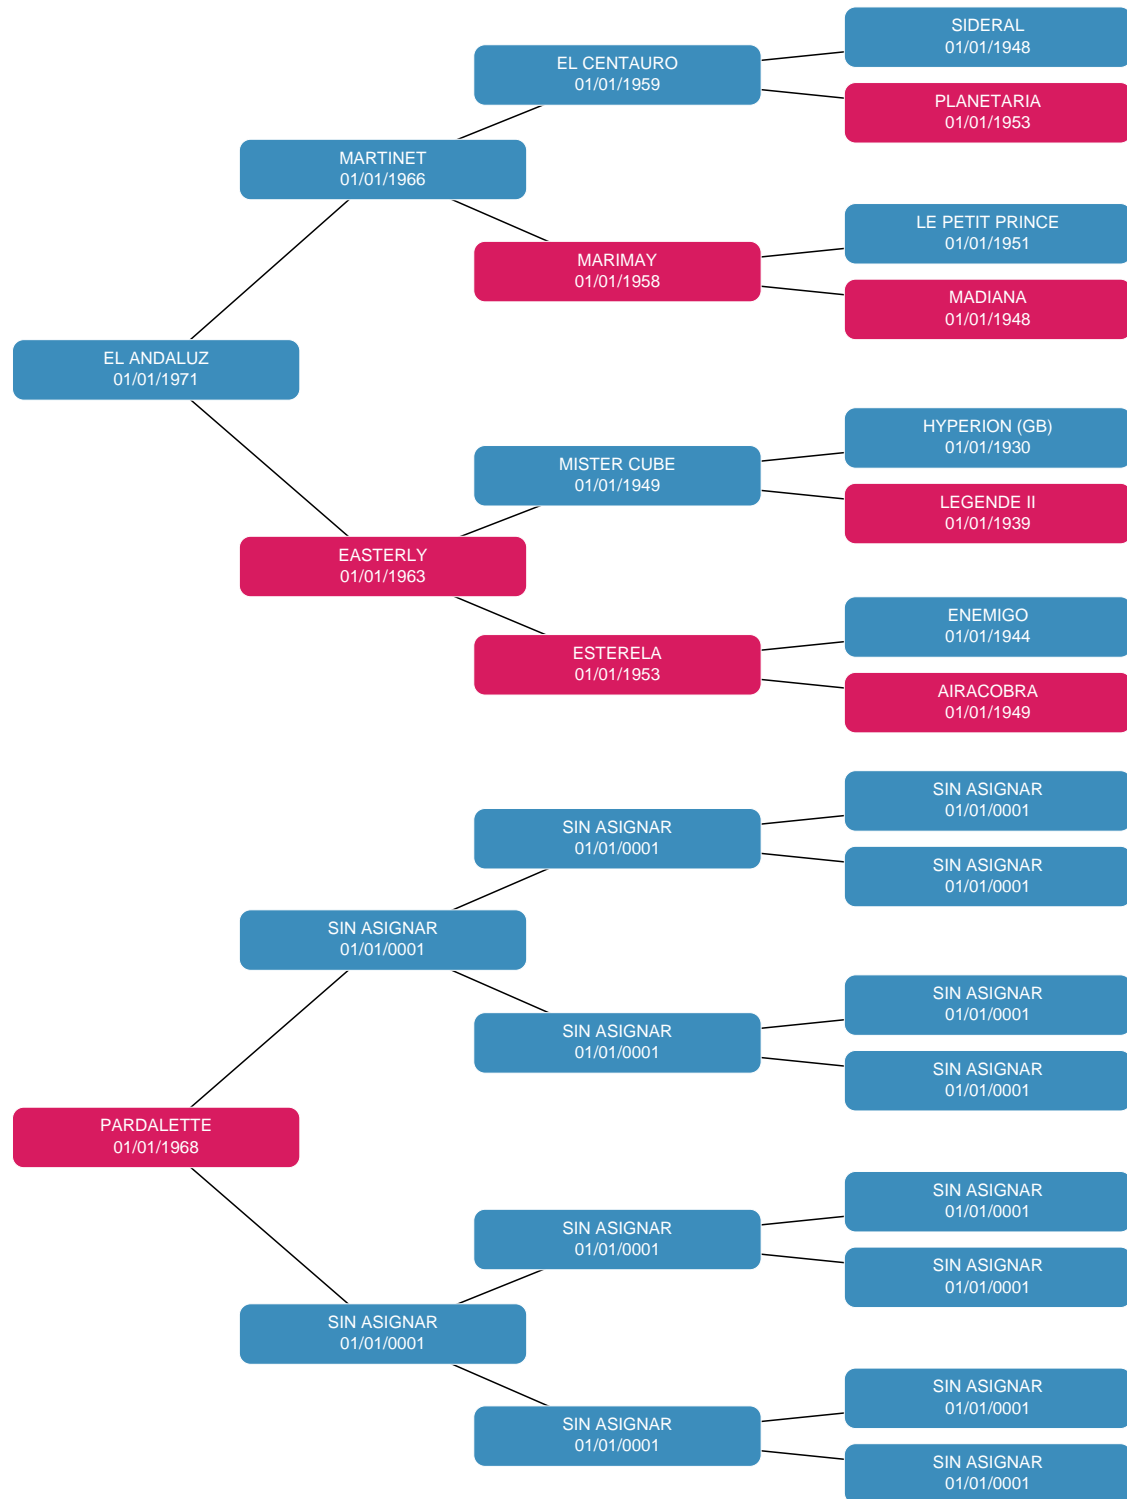 SIDERAL
01/01/1948
EL CENTAURO
01/01/1959
PLANETARIA
01/01/1953
MARTINET
01/01/1966
LE PETIT PRINCE
01/01/1951
MARIMAY
01/01/1958
MADIANA
01/01/1948
EL ANDALUZ
01/01/1971
HYPERION (GB)
01/01/1930
MISTER CUBE
01/01/1949
LEGENDE II
01/01/1939
EASTERLY
01/01/1963
ENEMIGO
01/01/1944
ESTERELA
01/01/1953
AIRACOBRA
01/01/1949
SIN ASIGNAR
01/01/0001
SIN ASIGNAR
01/01/0001
SIN ASIGNAR
01/01/0001
SIN ASIGNAR
01/01/0001
SIN ASIGNAR
01/01/0001
SIN ASIGNAR
01/01/0001
SIN ASIGNAR
01/01/0001
PARDALETTE
01/01/1968
SIN ASIGNAR
01/01/0001
SIN ASIGNAR
01/01/0001
SIN ASIGNAR
01/01/0001
SIN ASIGNAR
01/01/0001
SIN ASIGNAR
01/01/0001
SIN ASIGNAR
01/01/0001
SIN ASIGNAR
01/01/0001